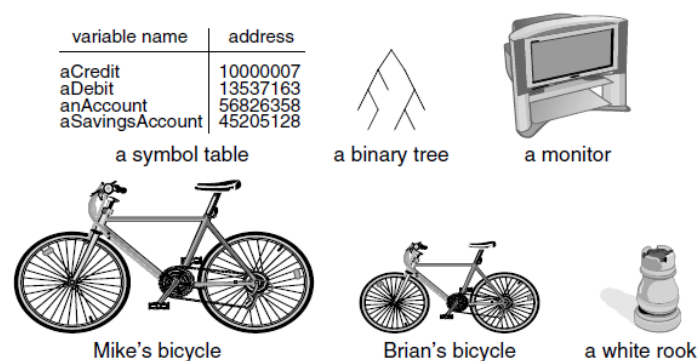 variable name address
aCredit 10000007
aDebit 13537163
anAccount 56826358
aSavingsAccount 45205128
a symbol table a binary tree a monitor
Mike's bicycle Brian's bicycle a white rook